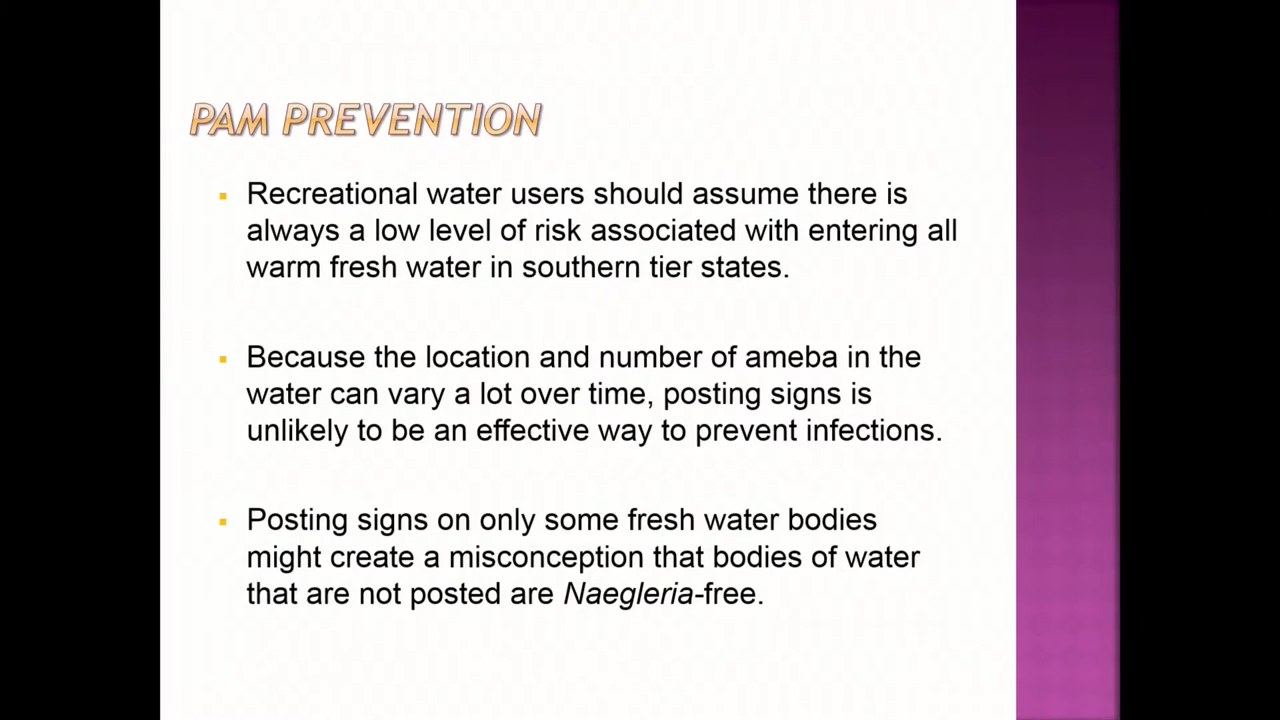 PAM PREVENTION
▪ Recreational water users should assume there is
always a low level of risk associated with entering all
warm fresh water in southern tier states.
▪ Because the location and number of ameba in the
water can vary a lot over time, posting signs is
unlikely to be an effective way to prevent infections.
▪ Posting signs on only some fresh water bodies
might create a misconception that bodies of water
that are not posted are Naegleria-free.